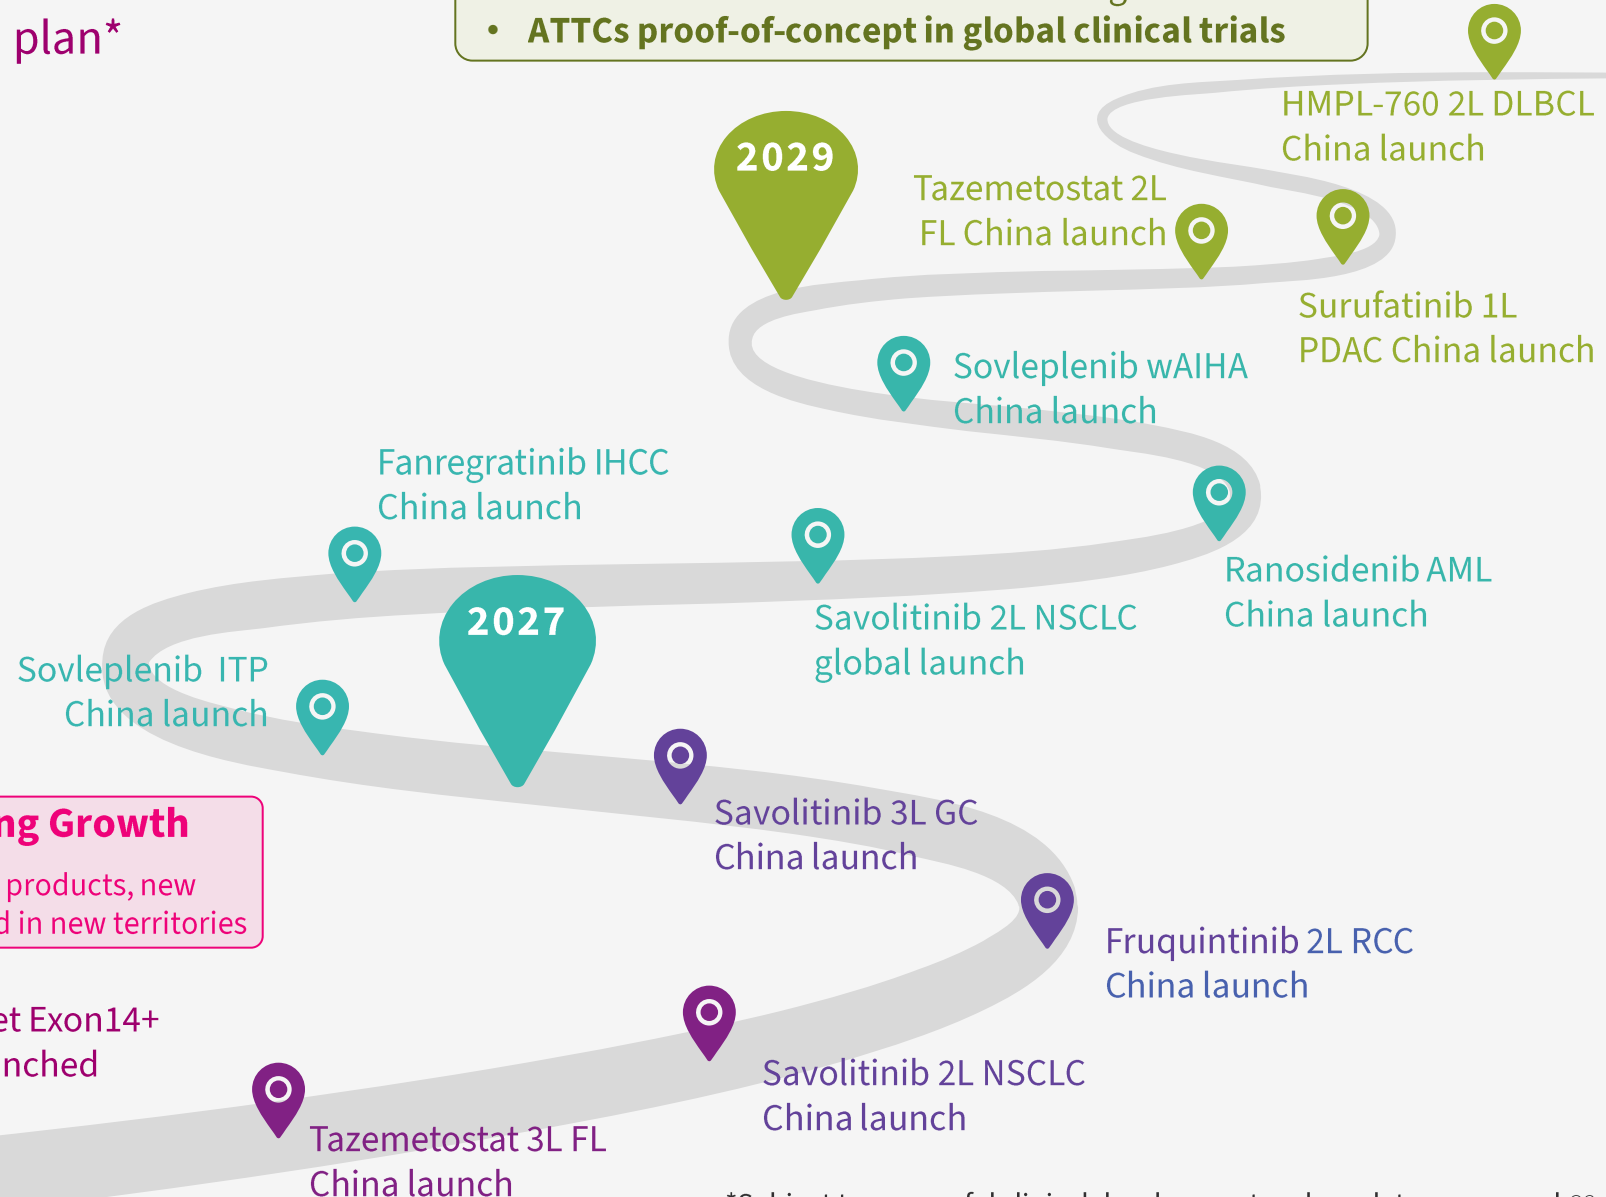 plan*
• ATTCs proof-of-concept in global clinical trials
HMPL-760 2L DLBCL
China launch
2029
Tazemetostat 2L
FL China launch
Surufatinib 1L
PDAC China launch
Sovleplenib wAIHA
China launch
Fanregratinib IHCC
China launch
Ranosidenib AML
China launch
2027
Savolitinib 2L NSCLC
global launch
Sovleplenib ITP
China launch
Savolitinib 3L GC
China launch
ng Growth
products, new
d in new territories
Fruquintinib 2L RCC
China launch
et Exon14+
nched
Savolitinib 2L NSCLC
China launch
Tazemetostat 3L FL
China launch